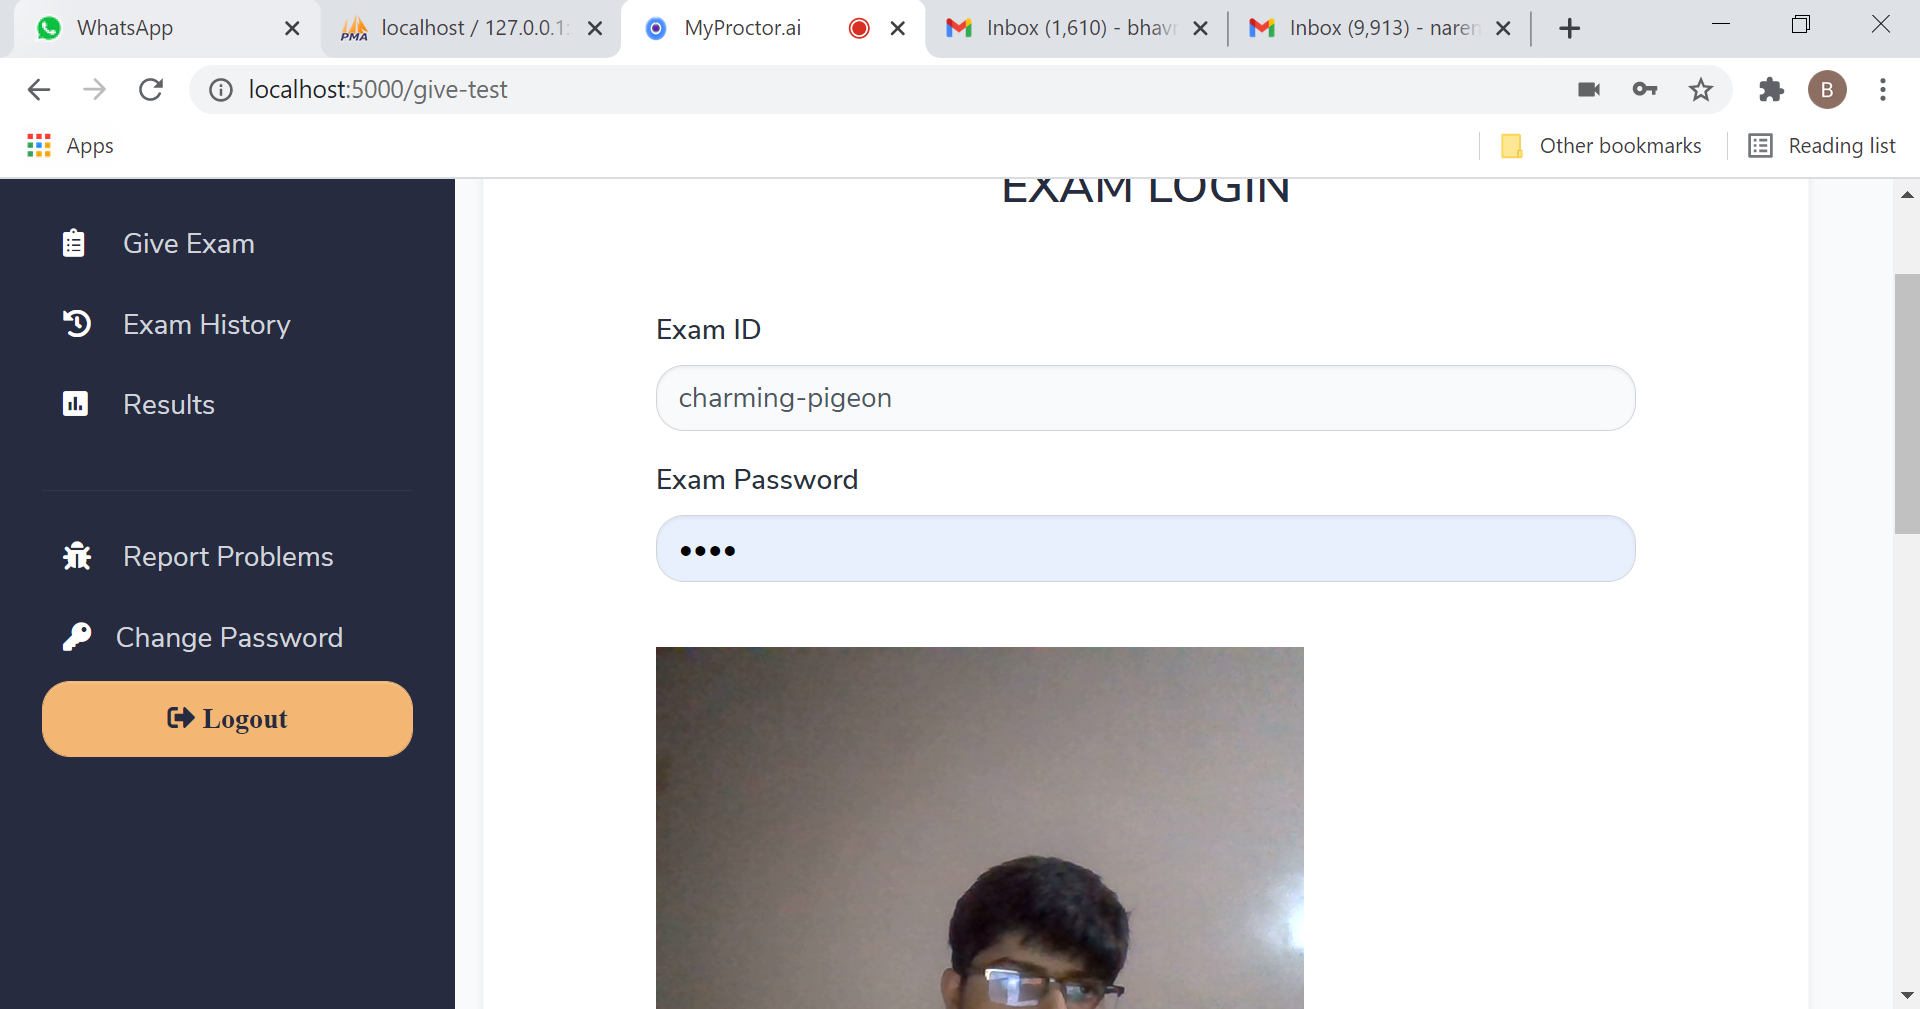 WhatsApp
localhost / 127.0.0.1:
MyProctor.ai
Inbox (1,610) - bhavr
Inbox (9,913) - naren
localhost:5000/give-test
B
Apps
Other bookmarks
Reading list
Give Exam
Exam History
Results
Report Problems
Change Password
Logout
EXAM LOGIN
Exam ID
charming-pigeon
Exam Password
••••